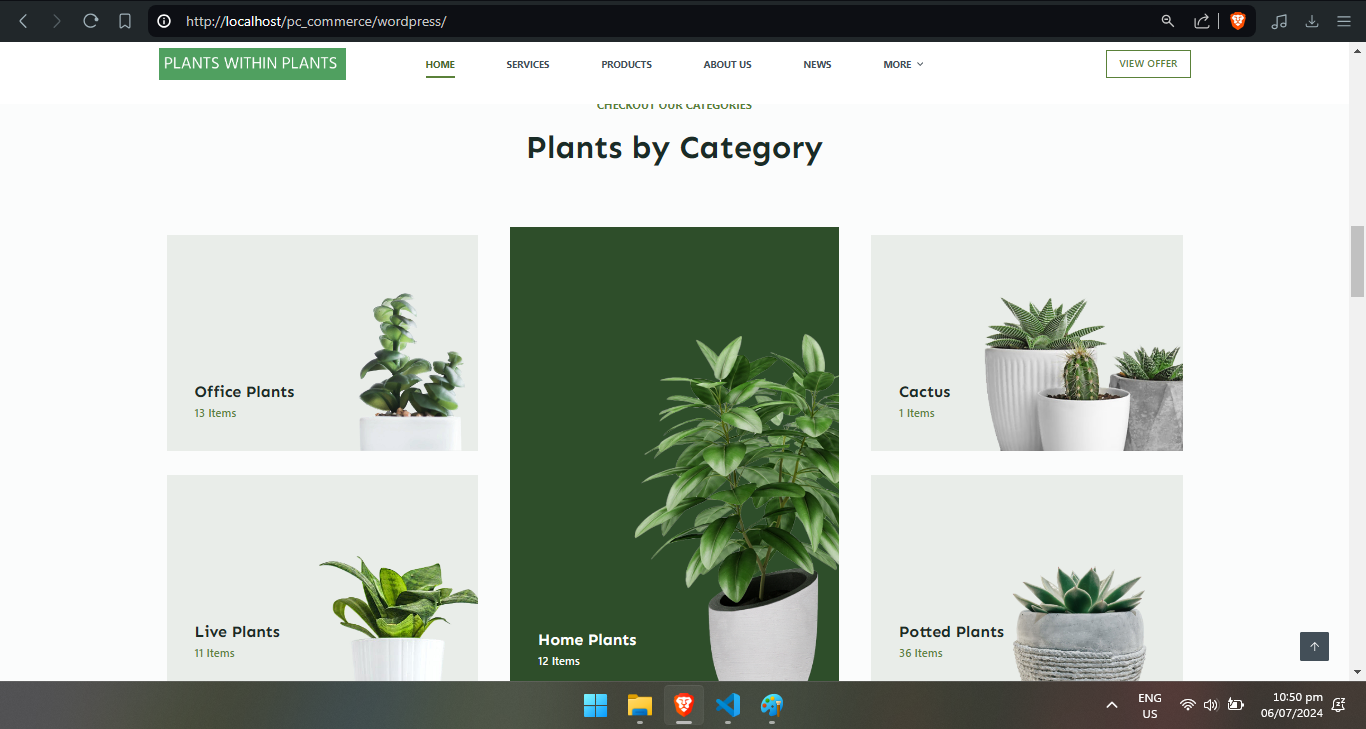 http://localhost/pc_commerce/wordpress/
PLANTS WITHIN PLANTS
HOME
SERVICES
PRODUCTS
ABOUT US
NEWS
MORE
VIEW OFFER
CHECKOUT OUR CATEGORIES
Plants by Category
Office Plants
13 Items
Cactus
1 Items
Live Plants
11 Items
Home Plants
12 Items
Potted Plants
36 Items
ENG
US
10:50 pm
06/07/2024